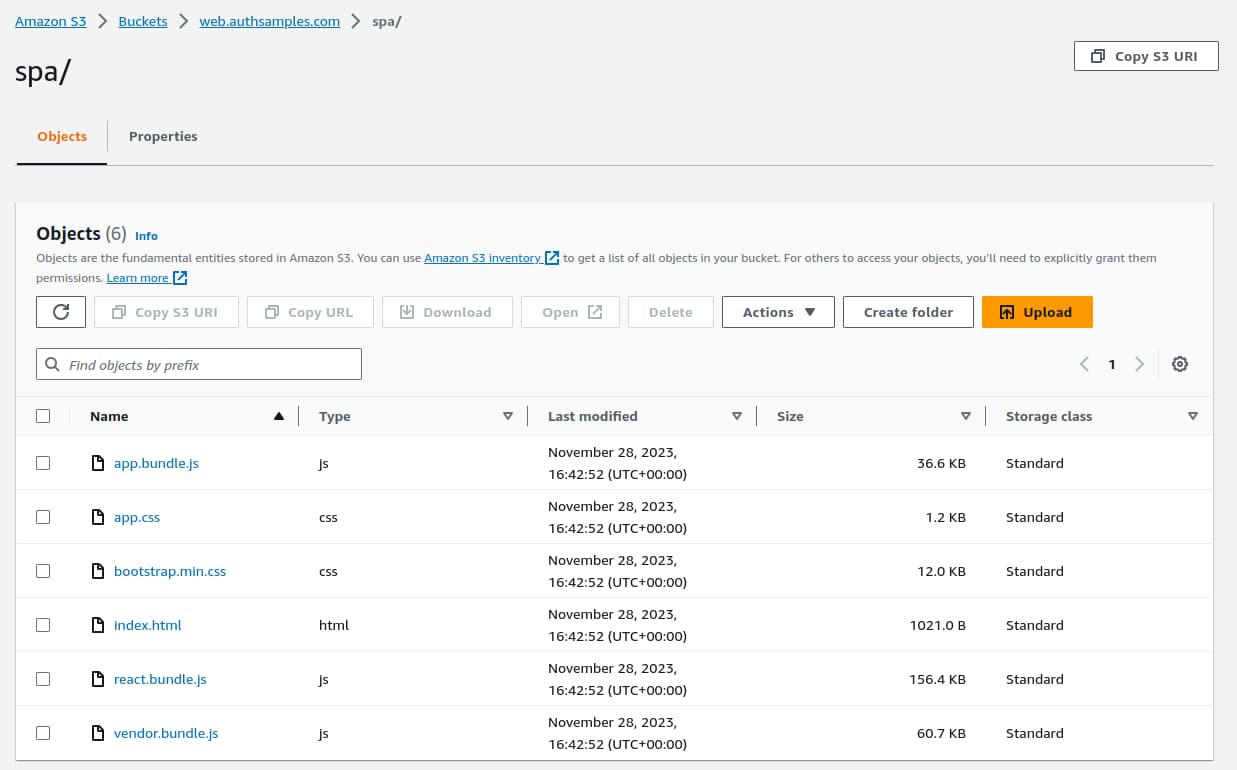 Amazon S3 > Buckets > web.authsamples.com > spa/
Copy S3 URI
spa/
Objects Properties
Objects (6) Info
Objects are the fundamental entities stored in Amazon S3. You can use Amazon S3 inventory to get a list of all objects in your bucket. For others to access your objects, you'll need to explicitly grant them
permissions. Learn more
Copy S3 URI Copy URL Download Open Delete Actions Create folder Upload
Find objects by prefix
1
Name Type Last modified Size Storage class
app.bundle.js js November 28, 2023, 36.6 KB Standard
16:42:52 (UTC+00:00)
app.css css November 28, 2023, 1.2 KB Standard
16:42:52 (UTC+00:00)
bootstrap.min.css css November 28, 2023, 12.0 KB Standard
16:42:52 (UTC+00:00)
index.html html November 28, 2023, 1021.0 B Standard
16:42:52 (UTC+00:00)
react.bundle.js js November 28, 2023, 156.4 KB Standard
16:42:52 (UTC+00:00)
vendor.bundle.js js November 28, 2023, 60.7 KB Standard
16:42:52 (UTC+00:00)